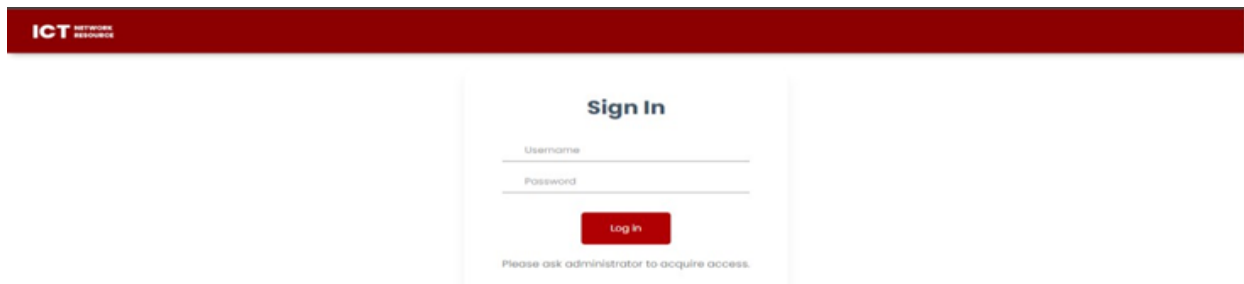 ICT NETWORK
RESOURCE
Sign In
Username
Password
Log in
Please ask administrator to acquire access.